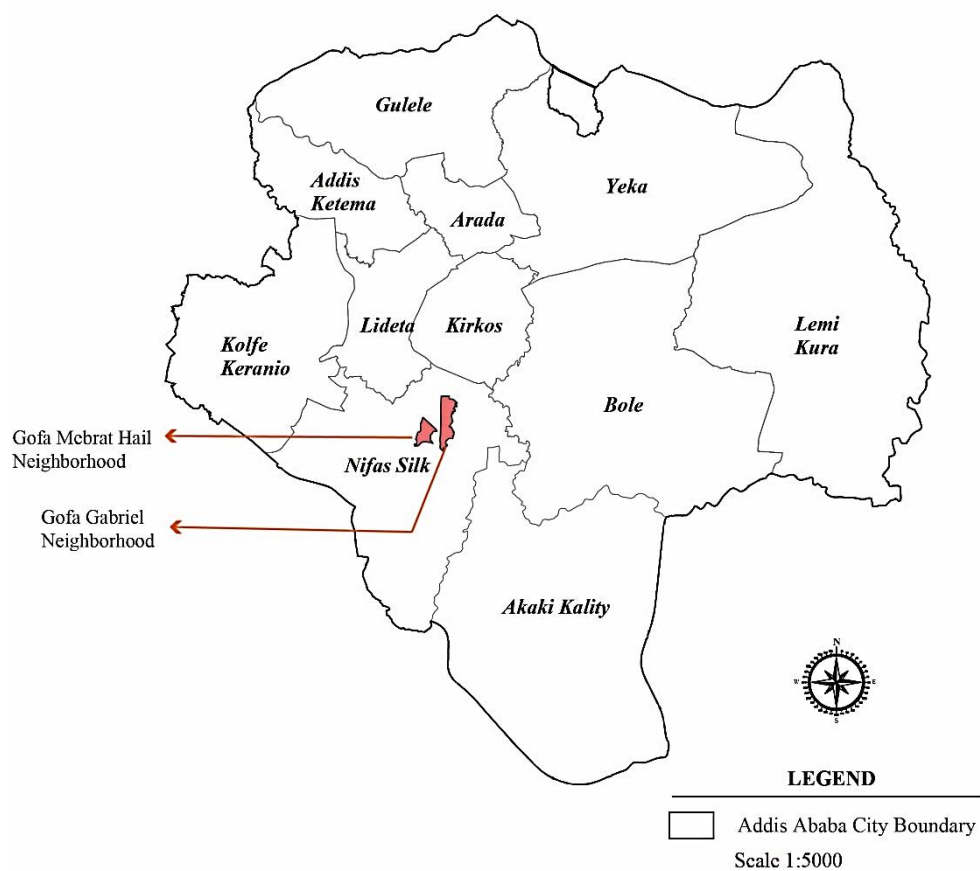 Gulele
Addis
Ketema
Arada
Yeka
Lideta
Kirkos
Kolfe
Keranio
Lemi
Kura
Bole
Gofa Mebrat Hail
Neighborhood
Nifas Silk
Gofa Gabriel
Neighborhood
Akaki Kality
N
W
E
S
LEGEND
Addis Ababa City Boundary
Scale 1:5000